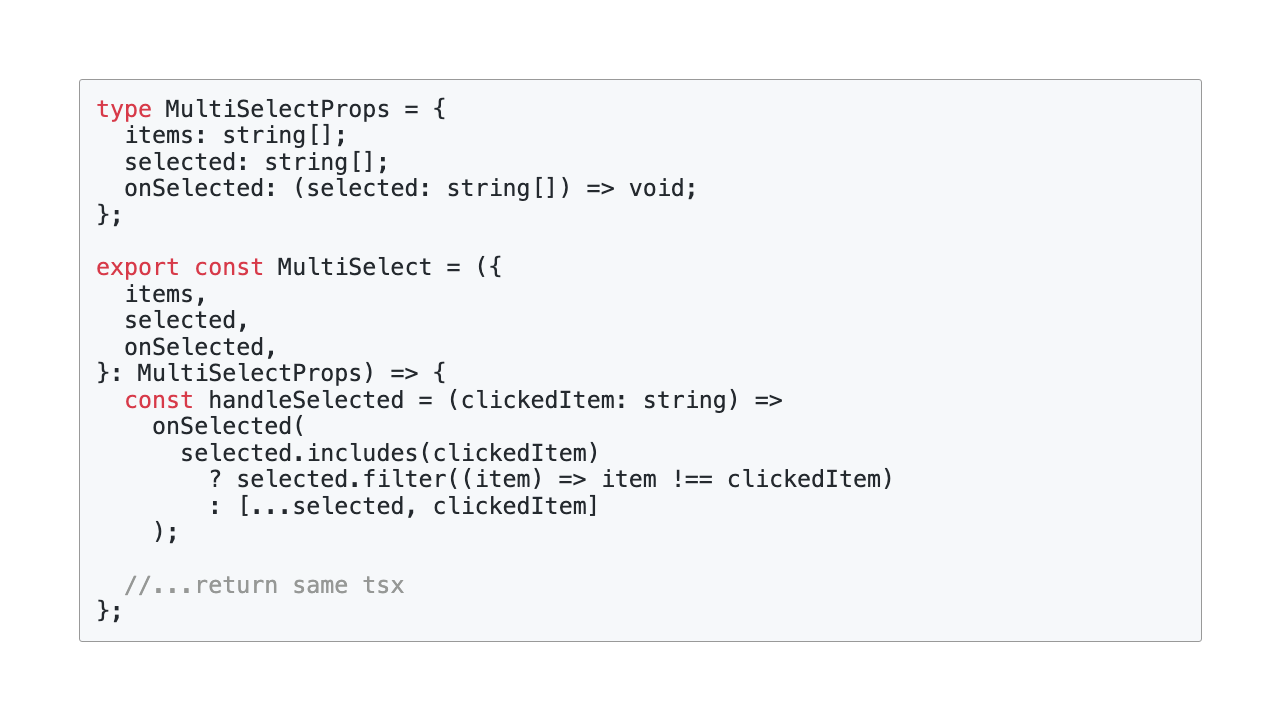 type MultiSelectProps = {
  items: string[];
  selected: string[];
  onSelected: (selected: string[]) => void;
};

export const MultiSelect = ({
  items,
  selected,
  onSelected,
}: MultiSelectProps) => {
  const handleSelected = (clickedItem: string) =>
    onSelected(
      selected.includes(clickedItem)
        ? selected.filter((item) => item !== clickedItem)
        : [...selected, clickedItem]
    );

  //...return same tsx
};